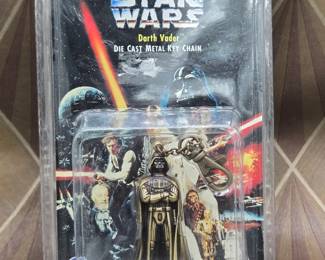 STAR
WARS
Darth Vader
DIE CAST METAL KEY CHAIN